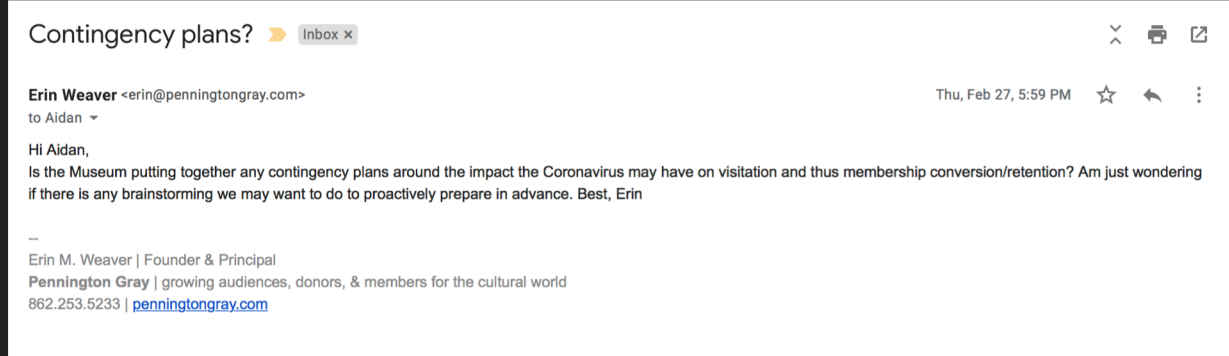 Contingency plans?
Inbox ×
Erin Weaver <erin@penningtongray.com>
Thu, Feb 27, 5:59 PM
to Aidan
Hi Aidan,
Is the Museum putting together any contingency plans around the impact the Coronavirus may have on visitation and thus membership conversion/retention? Am just wondering
if there is any brainstorming we may want to do to proactively prepare in advance. Best, Erin
--
Erin M. Weaver | Founder & Principal
Pennington Gray | growing audiences, donors, & members for the cultural world
862.253.5233 | penningtongray.com